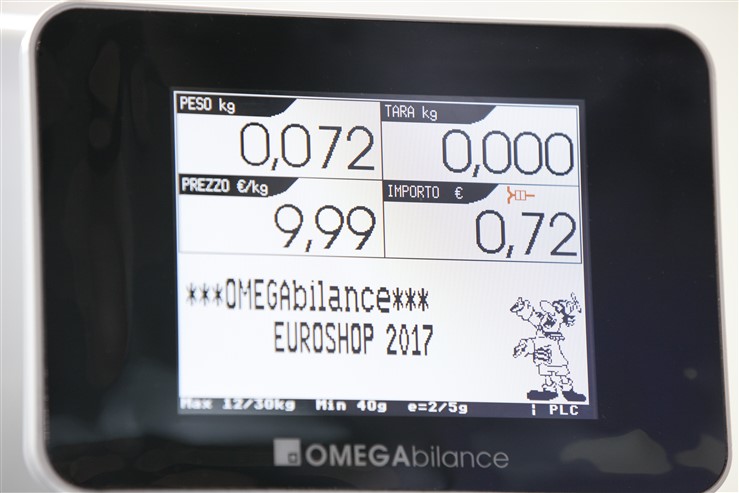 PESO kg TARA kg
0,072 0,000
PREZZO €/kg IMPORTO €
9,99 0,72
***OMEGAbilance***
EUROSHOP 2017
Max 12/30kg Min 40g e=2/5g PLC
OMEGAbilance